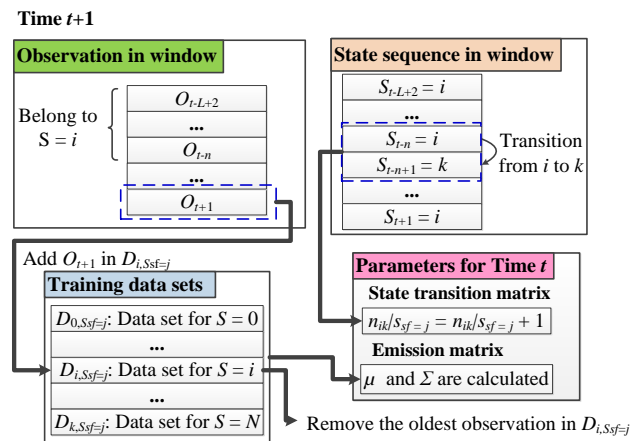 Time t+1
Observation in window
Belong to
S = i
O_{t-L+2}
...
O_{t-n}
...
O_{t+1}
State sequence in window
S_{t-L+2} = i
...
S_{t-n} = i
S_{t-n+1} = k
...
S_{t+1} = i
Transition
from i to k
Add O_{t+1} in D_{i,Ssf=j}
Training data sets
D_{0,Ssf=j}: Data set for S = 0
...
D_{i,Ssf=j}: Data set for S = i
...
D_{k,Ssf=j}: Data set for S = N
Parameters for Time t
State transition matrix
n_{ik}/s_{sf = j} = n_{ik}/s_{sf = j} + 1
Emission matrix
μ and Σ are calculated
Remove the oldest observation in D_{i,Ssf=j}